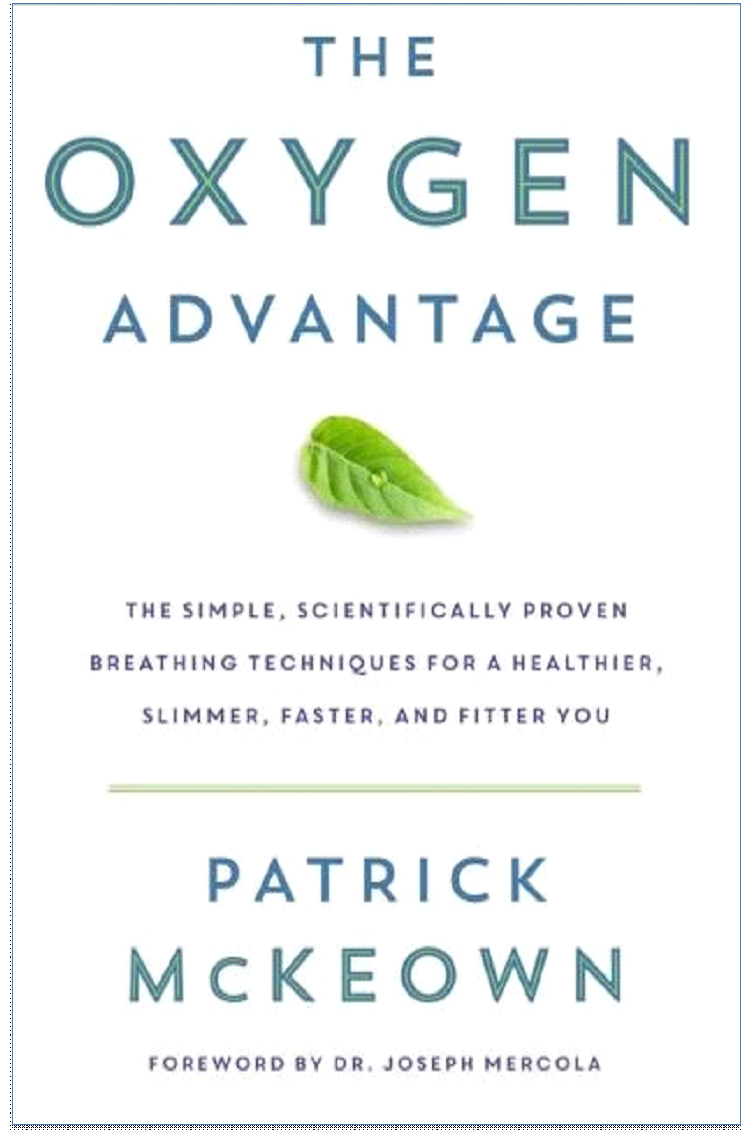 THE
OXYGEN
ADVANTAGE
THE SIMPLE, SCIENTIFICALLY PROVEN
BREATHING TECHNIQUES FOR A HEALTHIER,
SLIMMER, FASTER, AND FITTER YOU
PATRICK
McKEOWN
FOREWORD BY DR. JOSEPH MERCOLA